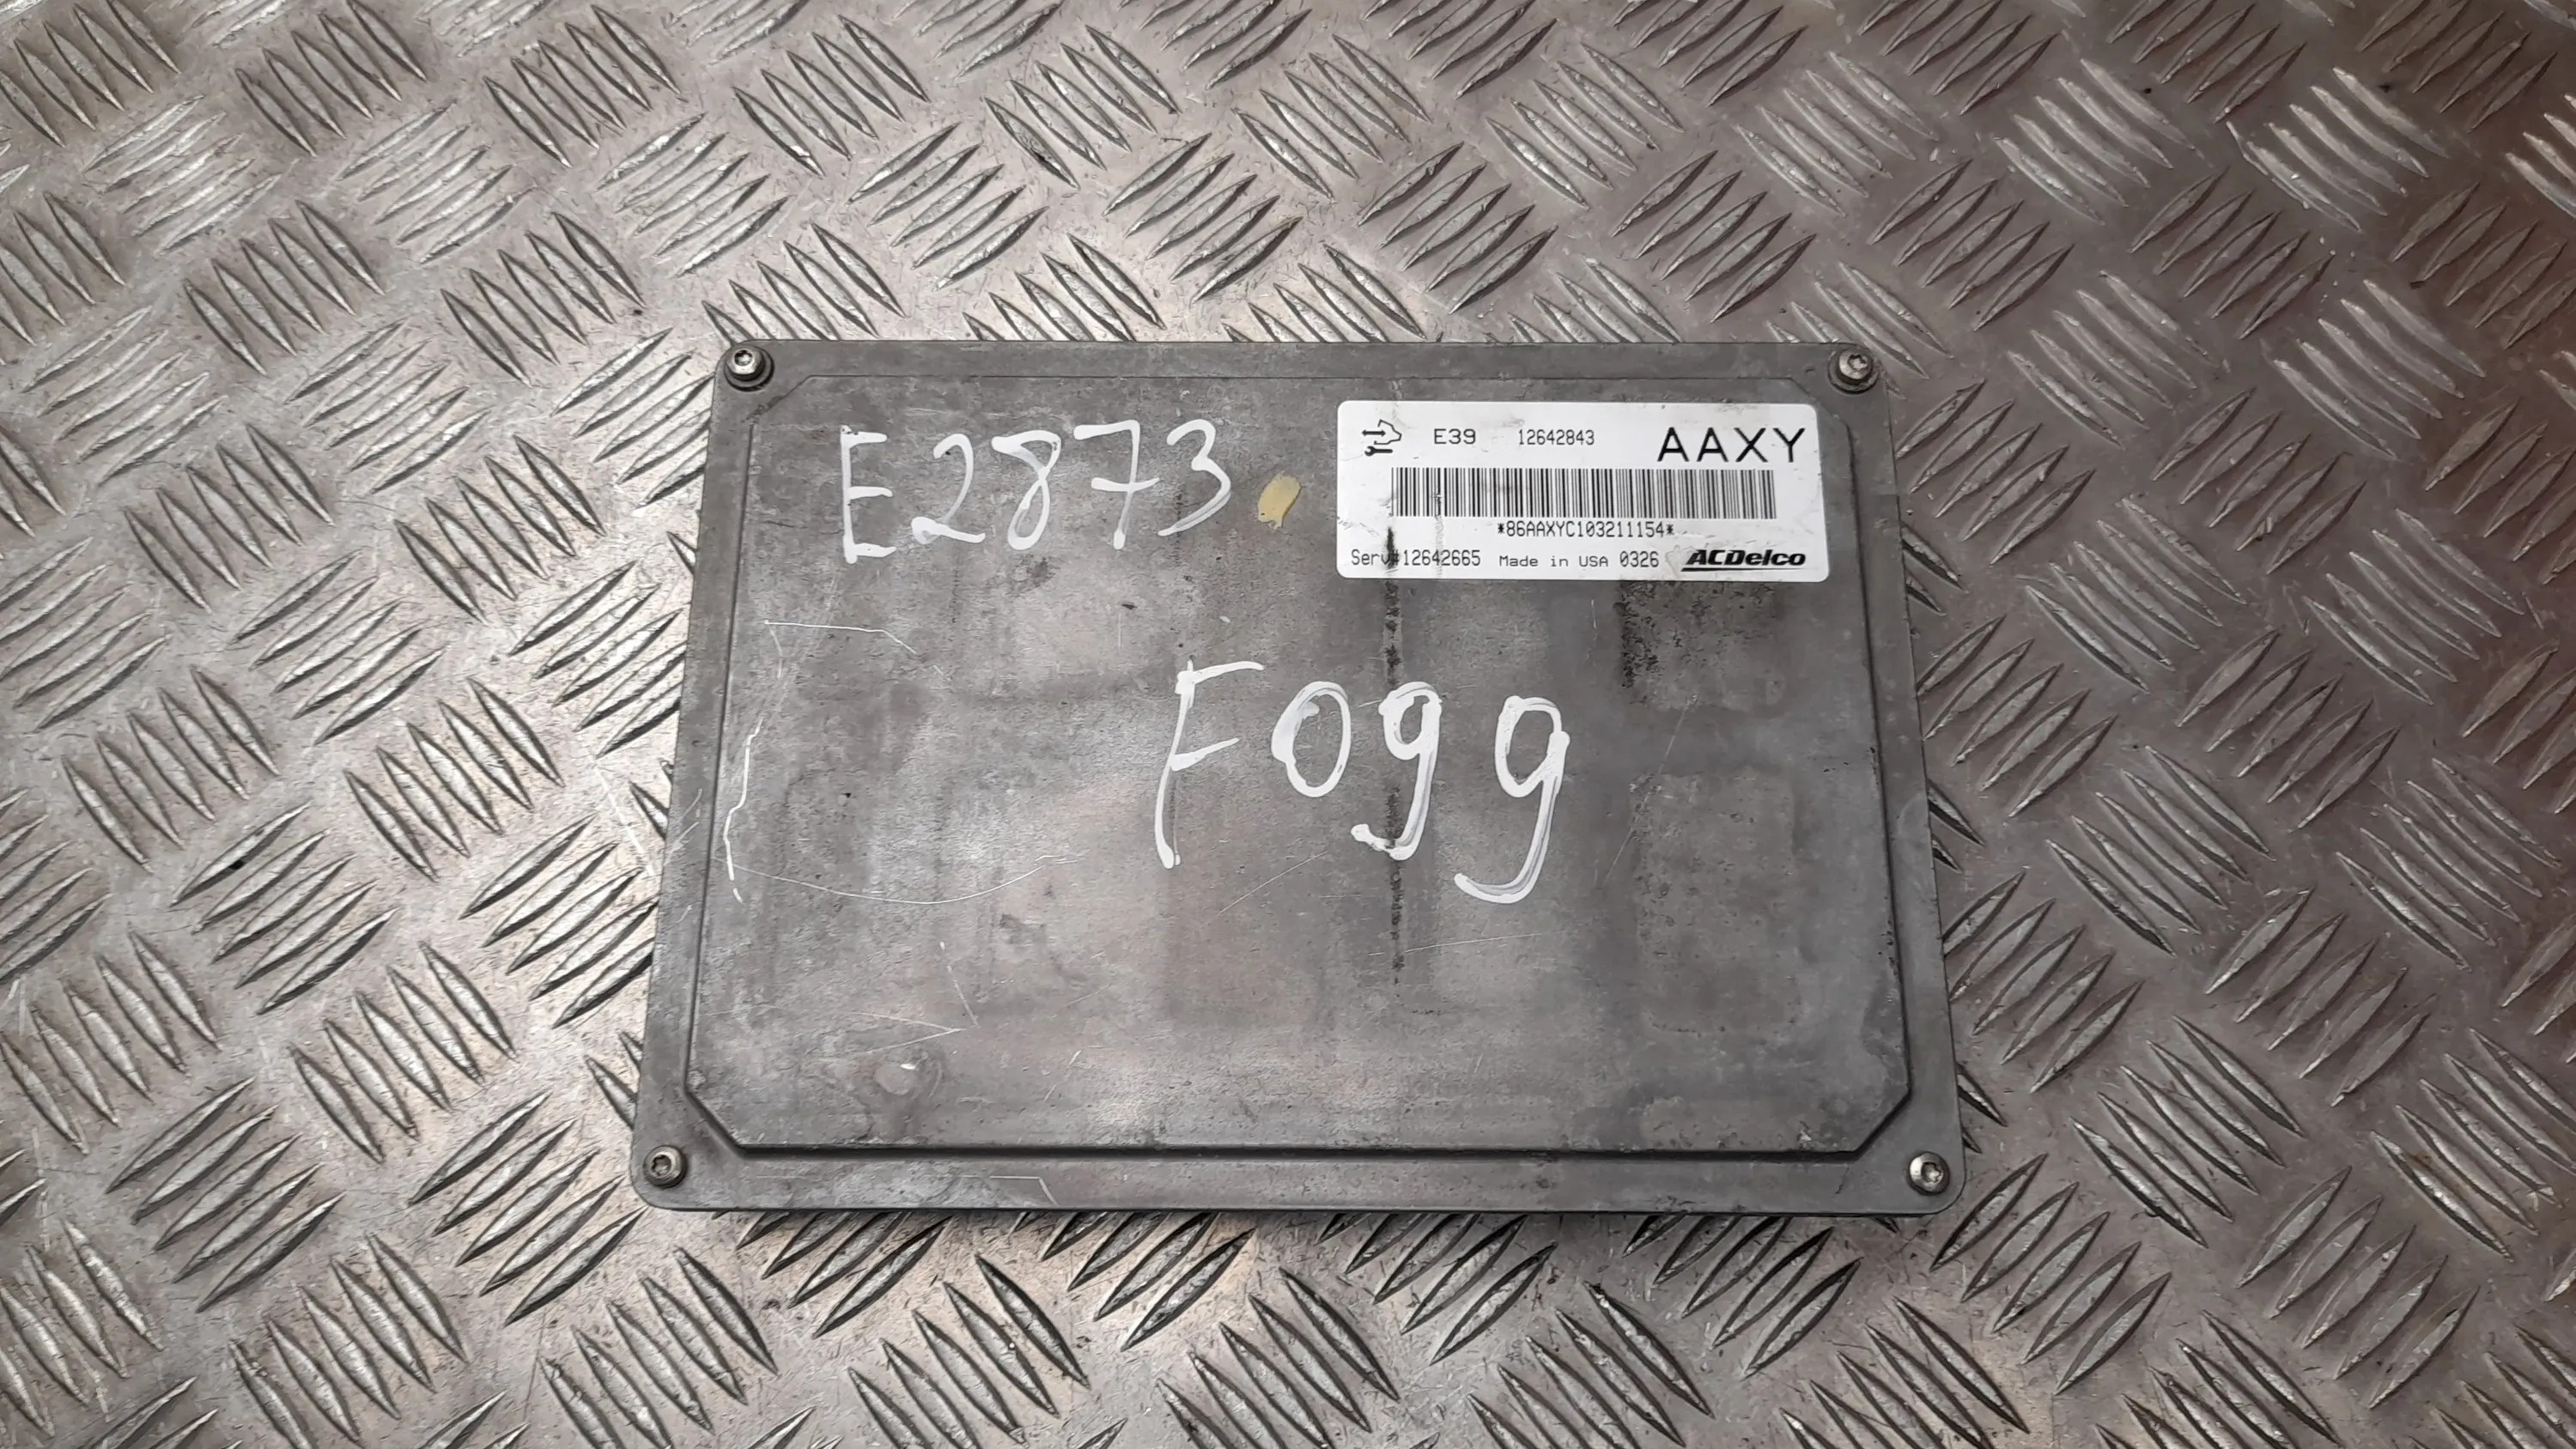 E2873
E39 12642843 AAXY
*86AAXYC103211154*
Serv#12642665 Made in USA 0326 ACDelco
F099